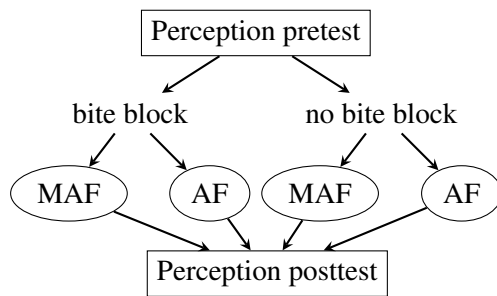 Perception pretest
bite block no bite block
MAF AF MAF AF
Perception posttest